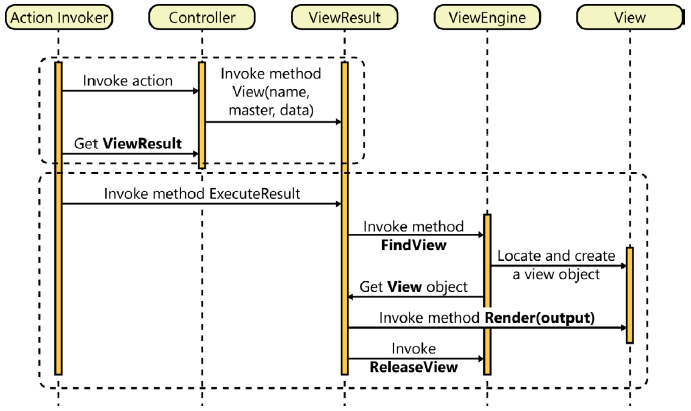 Action Invoker
Controller
ViewResult
ViewEngine
View
Invoke action
Invoke method
View(name,
master, data)
Get ViewResult
Invoke method ExecuteResult
Invoke method
FindView
Locate and create
a view object
Get View object
Invoke method Render(output)
Invoke
ReleaseView